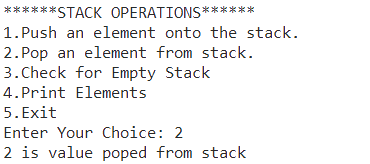 ******STACK OPERATIONS******
1.Push an element onto the stack.
2.Pop an element from stack.
3.Check for Empty Stack
4.Print Elements
5.Exit
Enter Your Choice: 2
2 is value poped from stack